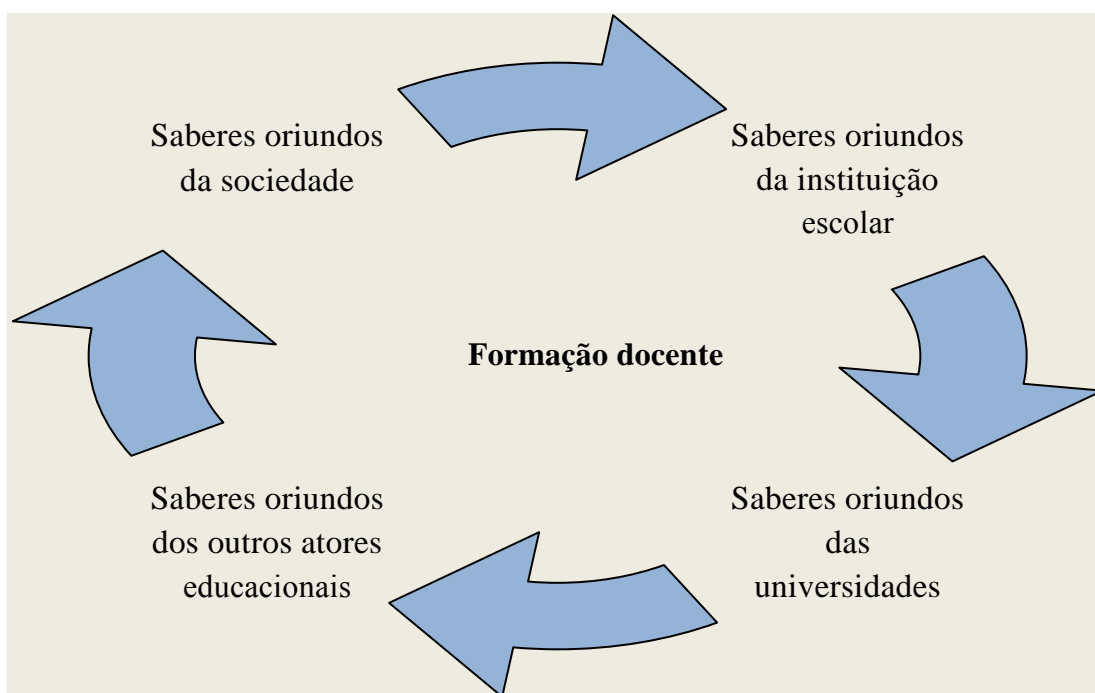 Saberes oriundos
da sociedade
Saberes oriundos
da instituição
escolar
Formação docente
Saberes oriundos
dos outros atores
educacionais
Saberes oriundos
das
universidades